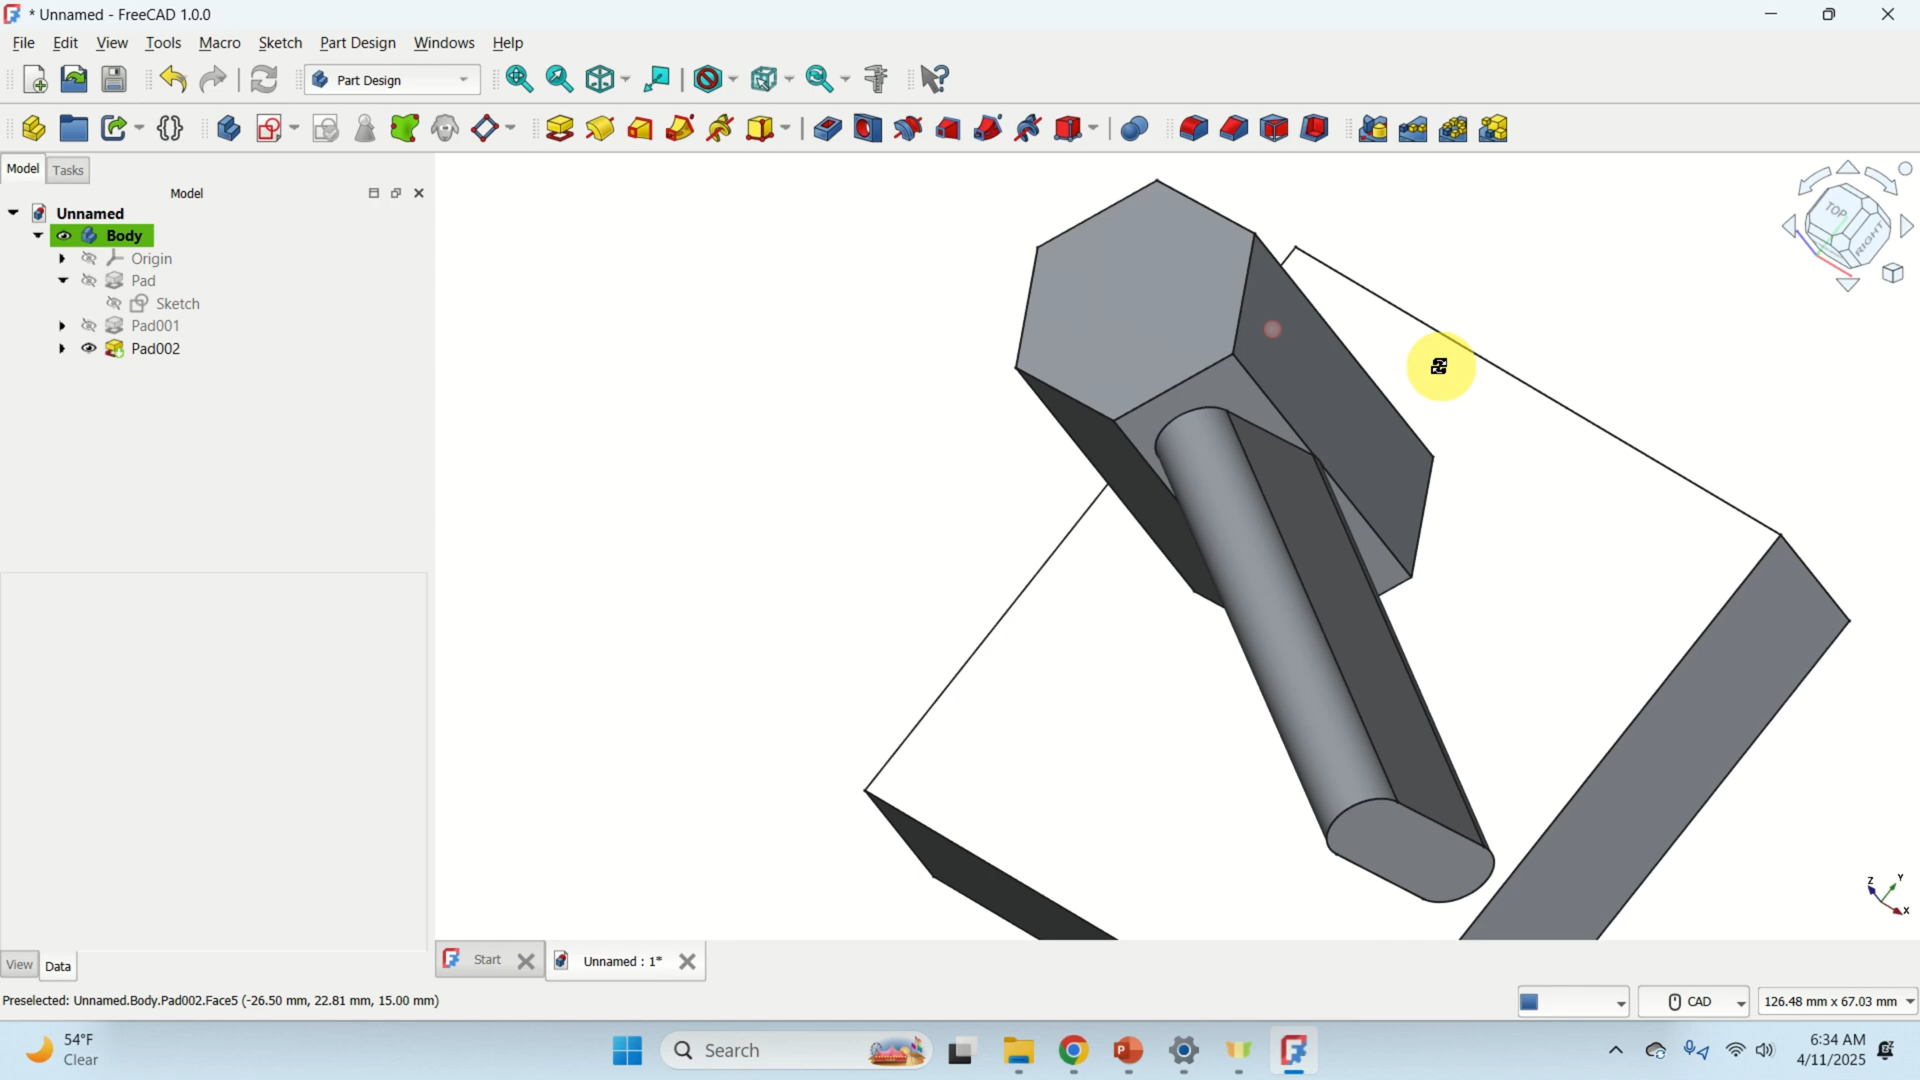 * Unnamed - FreeCAD 1.0.0
File Edit View Tools Macro Sketch Part Design Windows Help
Part Design
Model Tasks
Model
Unnamed
Body
Origin
Pad
Sketch
Pad001
Pad002
TOP
RIGHT
Z Y
X
View Data
Start
Unnamed : 1*
Preselected: Unnamed.Body.Pad002.Face5 (-26.50 mm, 22.81 mm, 15.00 mm)
CAD
126.48 mm x 67.03 mm
54°F
Clear
Search
6:34 AM
4/11/2025